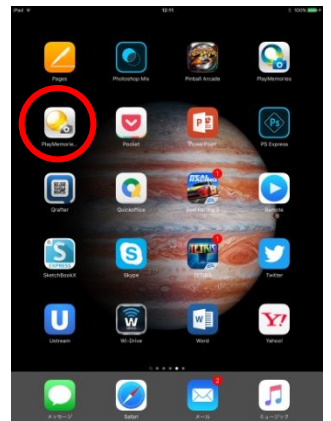 iPad
12:11
100%
Pages
Photoshop Mix
Pinball Arcade
PlayMemories
PlayMemorie...
Pocket
PowerPoint
PS Express
Qrafter
Quickoffice
Real Racing 3
Remote
SketchBookX
Skype
TETRIS
Twitter
Ustream
Wi-Drive
Word
Yahoo!
メッセージ
Safari
メール
ミュージック